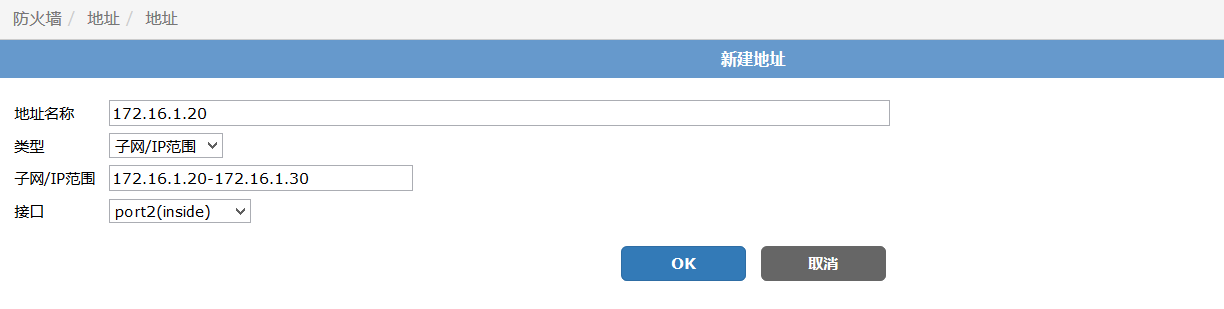 防火墙 / 地址 / 地址
新建地址
地址名称 172.16.1.20
类型 子网/IP范围
子网/IP范围 172.16.1.20-172.16.1.30
接口 port2(inside)
OK 取消